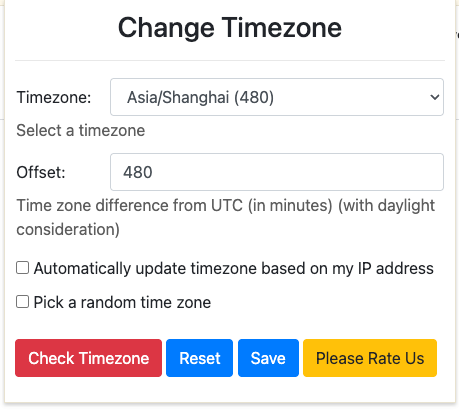 Change Timezone
Timezone: Asia/Shanghai (480)
Select a timezone
Offset: 480
Time zone difference from UTC (in minutes) (with daylight
consideration)
Automatically update timezone based on my IP address
Pick a random time zone
Check Timezone Reset Save Please Rate Us